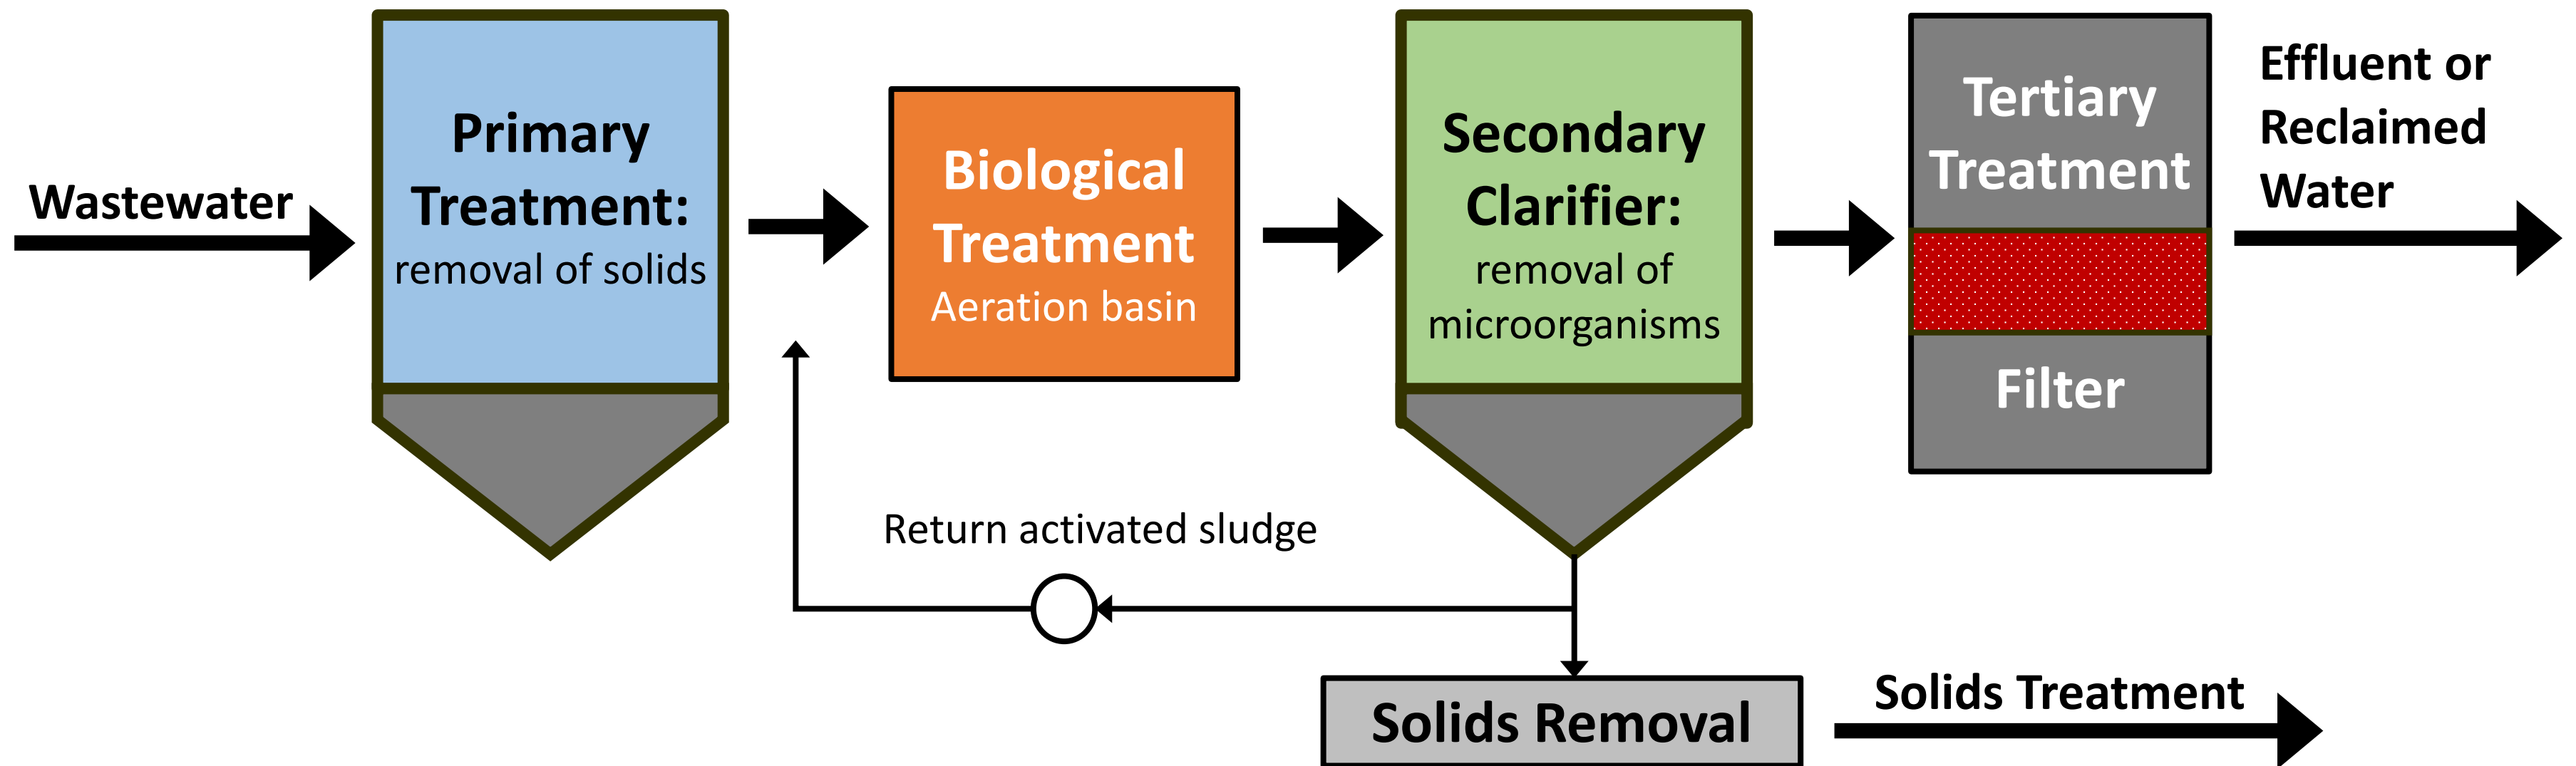 Wastewater
Primary
Treatment:
removal of solids
Biological
Treatment
Aeration basin
Secondary
Clarifier:
removal of
microorganisms
Tertiary
Treatment
Filter
Effluent or
Reclaimed
Water
Return activated sludge
Solids Removal
Solids Treatment